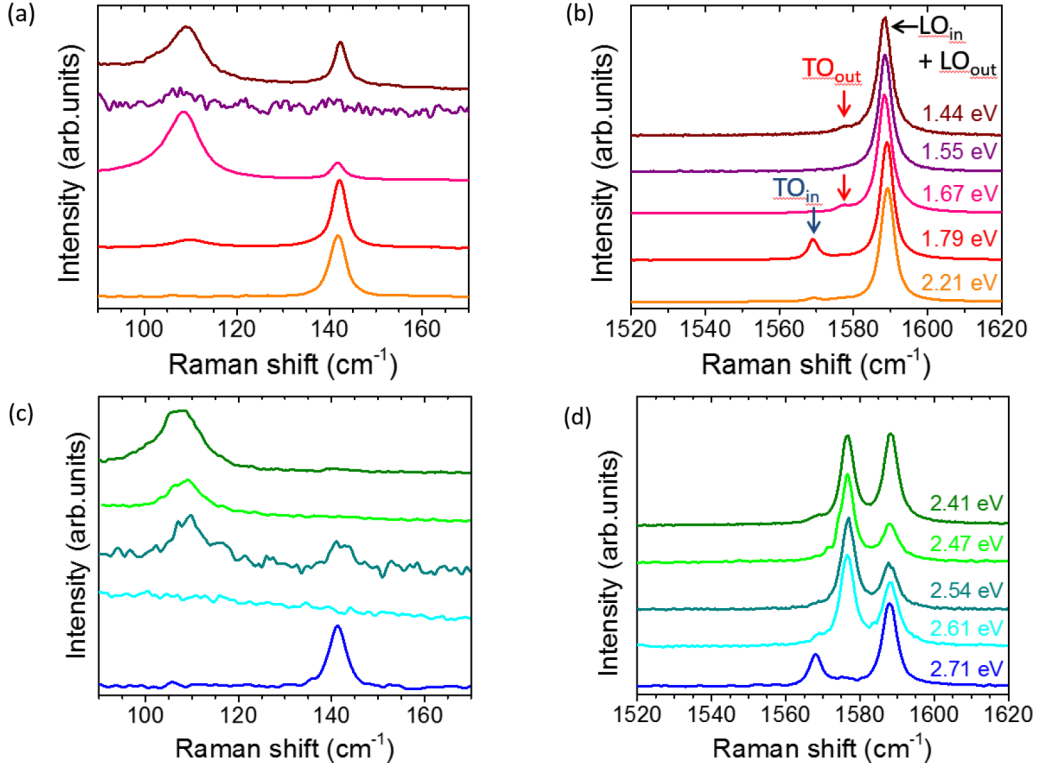 (a)
Intensity (arb.units)
100 120 140 160
Raman shift (cm-1)
(b)
Intensity (arb.units)
LOin
+ LOout
TOout
TOin
1.44 eV
1.55 eV
1.67 eV
1.79 eV
2.21 eV
1520 1540 1560 1580 1600 1620
Raman shift (cm-1)
(c)
Intensity (arb.units)
100 120 140 160
Raman shift (cm-1)
(d)
Intensity (arb.units)
2.41 eV
2.47 eV
2.54 eV
2.61 eV
2.71 eV
1520 1540 1560 1580 1600 1620
Raman shift (cm-1)